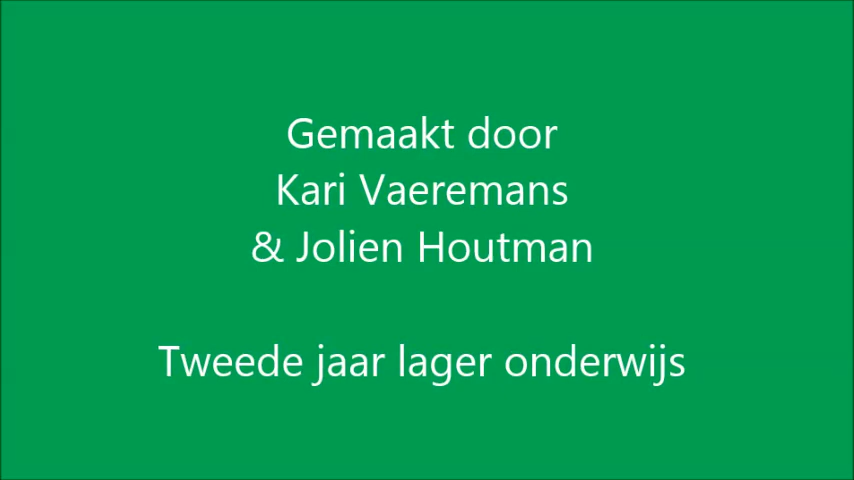 Gemaakt door
Kari Vaeremans
& Jolien Houtman
Tweede jaar lager onderwijs